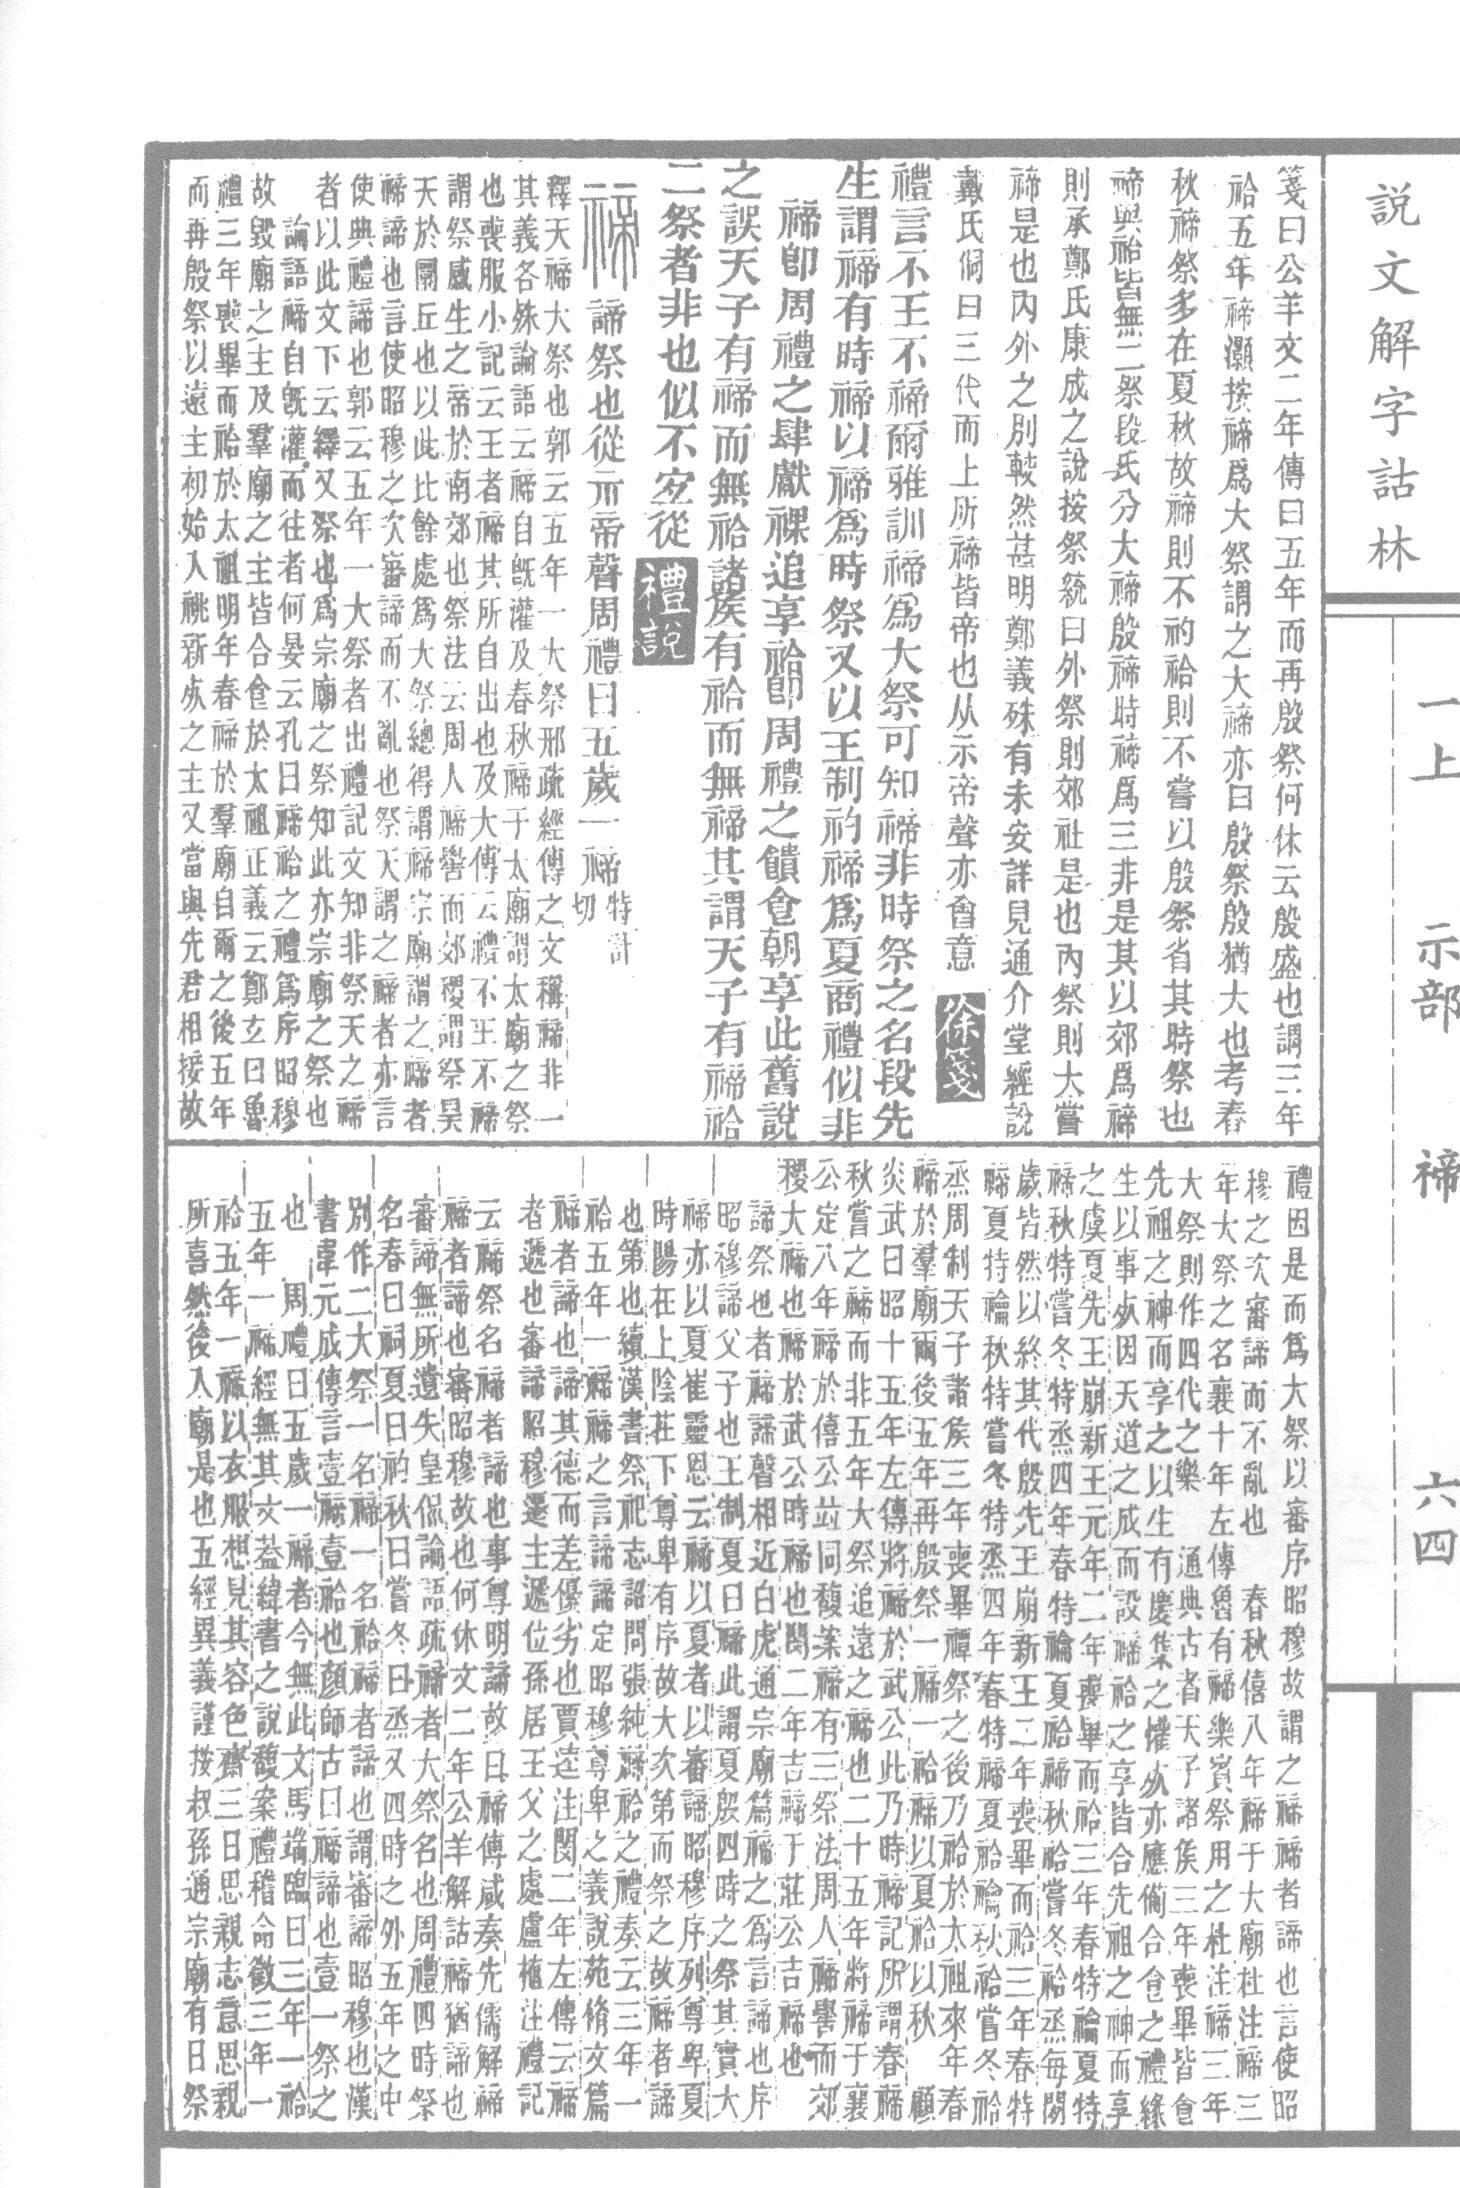 說文解字詁林
一上　示部　禘　六四
箋曰公羊文二年傳曰五年而再殷祭何休云殷盛也謂三年
祫五年禘灝按禘爲大祭謂之大禘亦曰殷祭殷猶大也考春
秋禘祭多在夏秋故禘則不礿祫則不嘗以殷祭省其時祭也
禘與祫皆無二祭段氏分大禘殷禘時禘爲三非是其以郊爲禘
則承鄭氏康成之說按祭統曰外祭則郊社是也內祭則大嘗
禘是也內外之別較然甚明鄭義殊有未安詳見通介堂經說
戴氏侗曰三代而上所禘皆帝也从示帝聲亦會意　徐箋
禮言不王不禘爾雅訓禘爲大祭可知禘非時祭之名段先
生謂禘有時禘以禘爲時祭又以王制礿禘爲夏商禮似非
禘卽周禮之肆獻祼追享祫卽周禮之饋食朝享此舊說
之誤天子有禘而無祫諸侯有祫而無禘其謂天子有禘祫
二祭者非也似不容從　禮說
禘　諦祭也從示帝聲周禮曰五歲一禘特計切
釋天禘大祭也郭云五年一大祭邢疏經傳之文稱禘非一
其義各殊論語云禘自旣灌及春秋禘于太廟謂太廟之祭
也喪服小記云王者禘其所自出也及大傳云禮不王不禘
謂祭感生之帝於南郊也祭法云周人禘嚳而郊稷謂祭昊
天於圜丘也以此比餘處爲大祭總得謂禘宗廟謂之禘者
禘諦也言使昭穆之次審諦而不亂也祭天謂之禘者亦言
使典禮諦也郭云五年一大祭者出禮記文知非祭天之禘
者以此文下云繹又祭也爲宗廟之祭知此亦宗廟之祭也
論語禘自旣灌而往者何晏云孔曰禘祫之禮爲序昭穆
故毀廟之主及羣廟之主皆合食於太祖正義云鄭玄曰魯
禮三年喪畢而祫於太祖明年春禘於羣廟自爾之後五年
而再殷祭以遠主初始入祧新死之主又當與先君相接故
禮因是而爲大祭以審序昭穆故謂之禘禘者諦也言使昭
穆之次審諦而不亂也　春秋僖八年禘于大廟杜注禘三
年大祭之名襄十年左傳魯有禘樂賓祭用之杜注禘三年
大祭則作四代之樂　通典古者天子諸侯三年喪畢皆合
先祖之神而享之以生有慶集之懽死亦應備合食之禮緣
生以事死因天道之成而設禘祫之享皆合先祖之神而享
之虞夏先王崩新王元年二年喪畢而祫三年春特禴夏特
禘秋特嘗冬特烝四年春特禴夏祫禘秋祫嘗冬祫烝每閒
歲皆然以終其代殷先王崩新王二年喪畢而祫三年春特
禘夏特禴秋特嘗冬特烝四年春特禘夏祫禴秋祫嘗冬祫
烝周制天子諸侯三年喪畢禫祭之後乃祫於太祖來年春
禘於羣廟爾後五年再殷祭一禘一祫禘以夏祫以秋　顧
炎武曰昭十五年左傳將禘於武公此乃時禘記所謂春禘
秋嘗之禘而非五年大祭追遠之禘也二十五年將禘于襄
公定八年禘於僖公竝同馥案禘有三祭法周人禘嚳而郊
稷大禘也禘於武公時禘也閔二年吉禘于莊公吉禘也
諦祭也者禘諦聲相近白虎通宗廟篇禘之爲言諦也序
昭穆諦父子也王制夏曰禘此謂夏殷四時之祭其實大
禘亦以夏崔靈恩云禘以夏者以審諦昭穆序列尊卑夏
時陽在上陰在下尊卑有序故大次第而祭之故禘者諦
也第也續漢書祭祀志詔問張純禘祫之禮奏云三年一
祫五年一禘禘之言諦諦定昭穆尊卑之義說苑脩文篇
禘者諦也諦其德而差優劣也賈逵注閔二年左傳云禘
者遞也審諦昭穆遷主遞位孫居王父之處盧植注禮記
云禘祭名禘者諦也事尊明諦故曰禘傳咸奏先儒解禘
禘者諦也審昭穆故也何休文二年公羊解詁禘猶諦也
審諦無所遺失皇侃論語疏禘者大祭名也周禮四時祭
名春曰祠夏曰礿秋曰嘗冬曰烝又四時之外五年之中
別作二大祭一名禘一名祫禘者諦也謂審諦昭穆也漢
書韋元成傳言壹禘壹祫也顏師古曰禘諦也壹一祭之
也　周禮曰五歲一禘者今無此文馬端臨曰三年一祫
五年一禘經無其文蓋緯書之說馥案禮稽命徵三年一
祫五年一禘以衣服想見其容色齋三日思親志意思親
所喜然後入廟是也五經異義謹按叔孫通宗廟有日祭